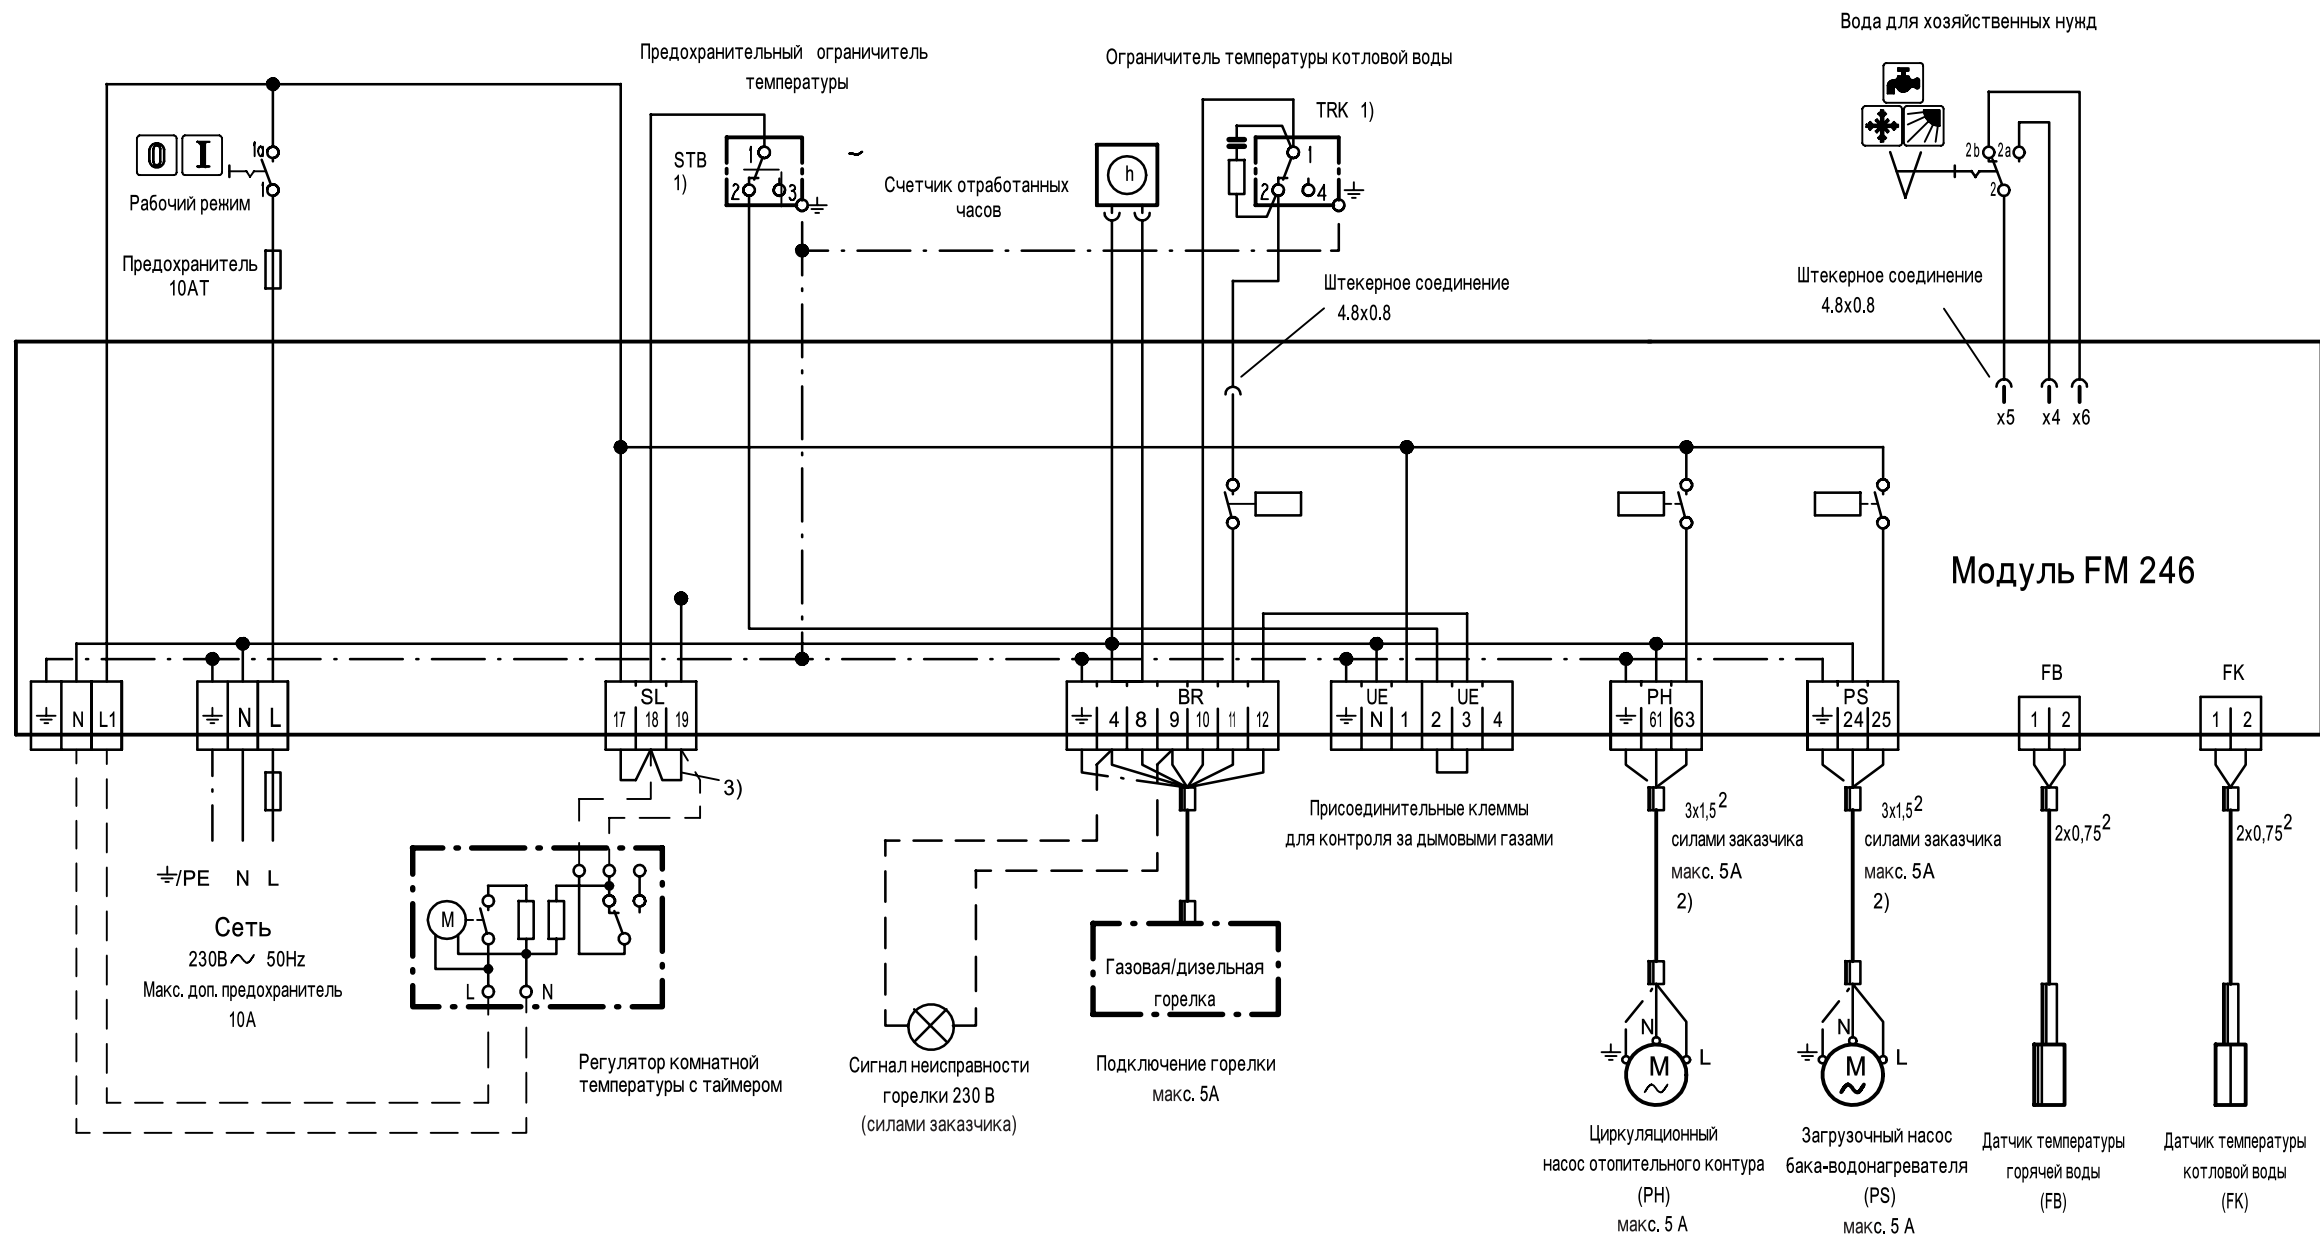 Вода для хозяйственных нужд
Предохранительный ограничитель
температуры
Ограничитель температуры котловой воды
TRK 1)
0 I
1a
1
Рабочий режим
STB
1)
1
2 3
~
Счетчик отработанных
часов
h
1
2 4
2b 2a
2
Предохранитель
10АТ
Штекерное соединение
4.8x0.8
Штекерное соединение
4.8x0.8
x5 x4 x6
Модуль FM 246
N L1
N L
SL
17 18 19
BR
4 8 9 10 11 12
UE
N 1
UE
2 3 4
PH
61 63
PS
24 25
FB
1 2
FK
1 2
3)
/PE N L
Сеть
230В ~ 50Hz
Макс. доп. предохранитель
10А
M
L N
Регулятор комнатной
температуры с таймером
Сигнал неисправности
горелки 230 В
(силами заказчика)
Газовая/дизельная
горелка
Подключение горелки
макс. 5А
Присоединительные клеммы
для контроля за дымовыми газами
3x1,5²
силами заказчика
макс. 5А
2)
N
M
~
L
Циркуляционный
насос отопительного контура
(PH)
макс. 5 А
3x1,5²
силами заказчика
макс. 5А
2)
N
M
~
L
Загрузочный насос
бака-водонагревателя
(PS)
макс. 5 А
2x0,75²
Датчик температуры
горячей воды
(FB)
2x0,75²
Датчик температуры
котловой воды
(FK)